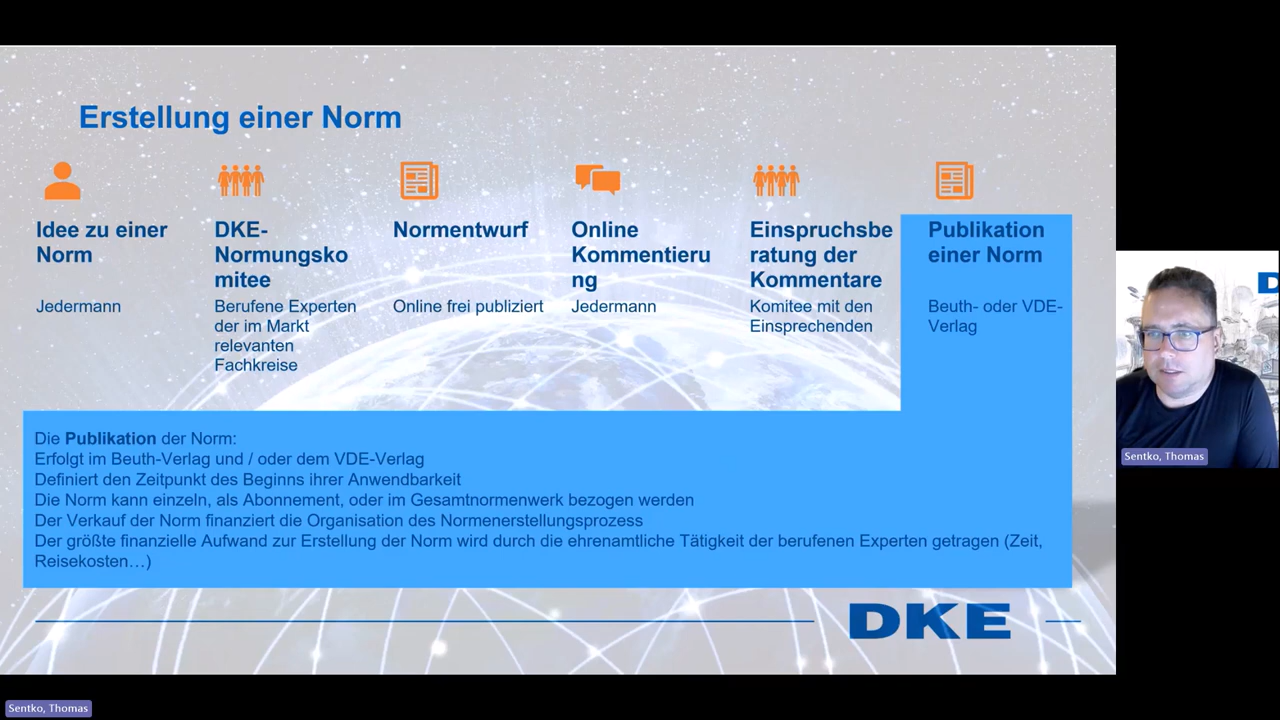 Erstellung einer Norm
Idee zu einer
Norm
Jedermann
DKE-
Normungsko
mitee
Berufene Experten
der im Markt
relevanten
Fachkreise
Normentwurf
Online frei publiziert
Online
Kommentieru
ng
Jedermann
Einspruchsbe
ratung der
Kommentare
Komitee mit den
Einsprechenden
Publikation
einer Norm
Beuth- oder VDE-
Verlag
Die Publikation der Norm:
Erfolgt im Beuth-Verlag und / oder dem VDE-Verlag
Definiert den Zeitpunkt des Beginns ihrer Anwendbarkeit
Die Norm kann einzeln, als Abonnement, oder im Gesamtnormenwerk bezogen werden
Der Verkauf der Norm finanziert die Organisation des Normenerstellungsprozess
Der größte finanzielle Aufwand zur Erstellung der Norm wird durch die ehrenamtliche Tätigkeit der berufenen Experten getragen (Zeit,
Reisekosten…)
DKE
D
Sentko, Thomas
Sentko, Thomas